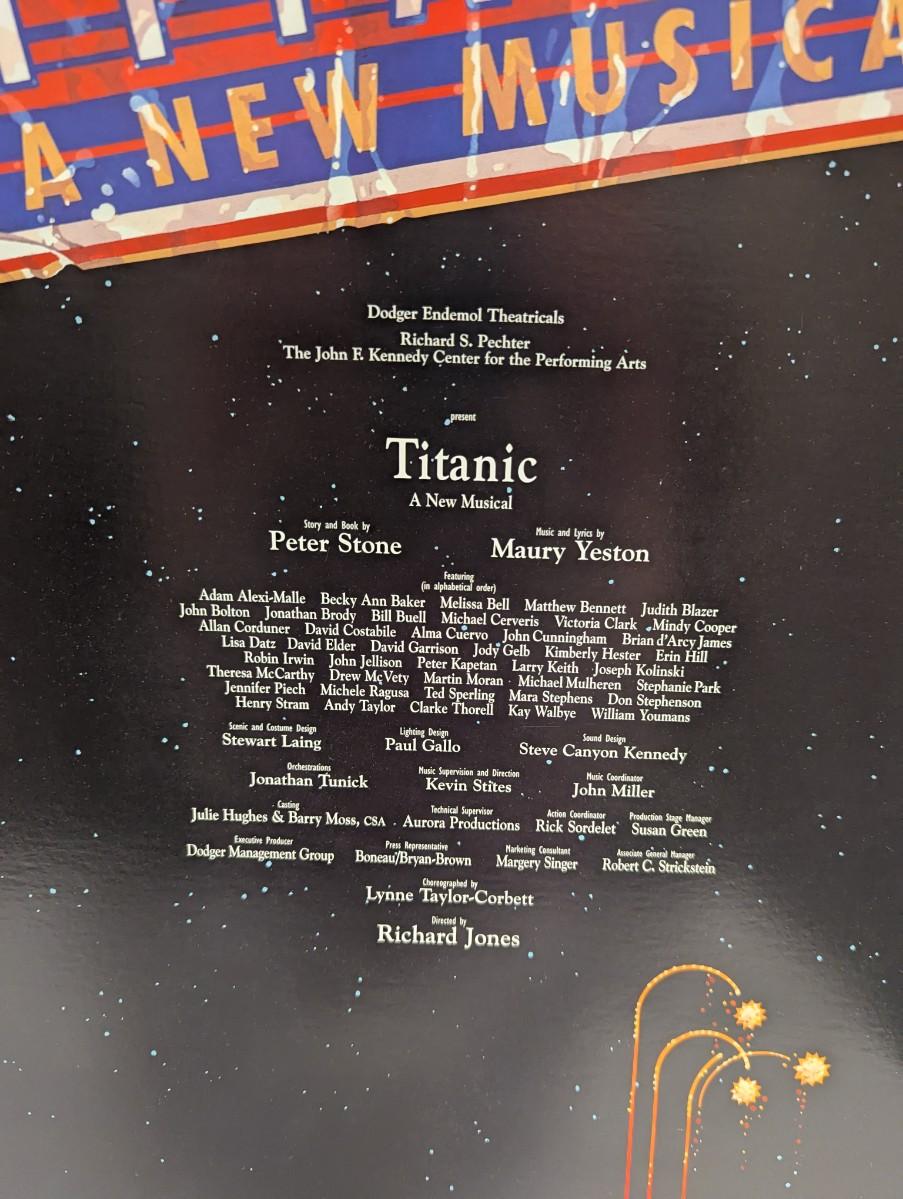 A NEW MUSICA
Dodger Endemol Theatricals
Richard S. Pechter
The John F. Kennedy Center for the Performing Arts
present
Titanic
A New Musical
Story and Book by
Peter Stone
Music and Lyrics by
Maury Yeston
Featuring
(in alphabetical order)
Adam Alexi-Malle Becky Ann Baker Melissa Bell Matthew Bennett Judith Blazer
John Bolton Jonathan Brody Bill Buell Michael Cerveris Victoria Clark Mindy Cooper
Allan Corduner David Costabile Alma Cuervo John Cunningham Brian d'Arcy James
Lisa Datz David Elder David Garrison Jody Gelb Kimberly Hester Erin Hill
Robin Irwin John Jellison Peter Kapetan Larry Keith Joseph Kolinski
Theresa McCarthy Drew McVety Martin Moran Michael Mulheren Stephanie Park
Jennifer Piech Michele Ragusa Ted Sperling Mara Stephens Don Stephenson
Henry Stram Andy Taylor Clarke Thorell Kay Walbye William Youmans
Scenic and Costume Design
Stewart Laing
Lighting Design
Paul Gallo
Sound Design
Steve Canyon Kennedy
Orchestrations
Jonathan Tunick
Music Supervision and Direction
Kevin Stites
Music Coordinator
John Miller
Casting
Julie Hughes & Barry Moss, CSA
Technical Supervisor
Aurora Productions
Action Coordinator
Rick Sordelet
Production Stage Manager
Susan Green
Executive Producer
Dodger Management Group
Press Representative
Boneau/Bryan-Brown
Marketing Consultant
Margery Singer
Associate General Manager
Robert C. Strickstein
Choreographed by
Lynne Taylor-Corbett
Directed by
Richard Jones